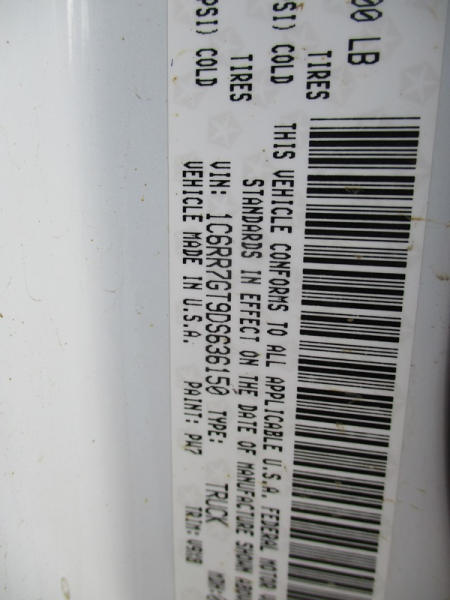 00 LB
TIRES
SI) COLD
TIRES
PSI) COLD
THIS VEHICLE CONFORMS TO ALL APPLICABLE U.S.A. FEDERAL MOTOR
STANDARDS IN EFFECT ON THE DATE OF MANUFACTURE SHOWN ABOV
VIN: 1C6RR7GT9DS636150 TYPE: TRUCK
VEHICLE MADE IN U.S.A. PAINT: PW7